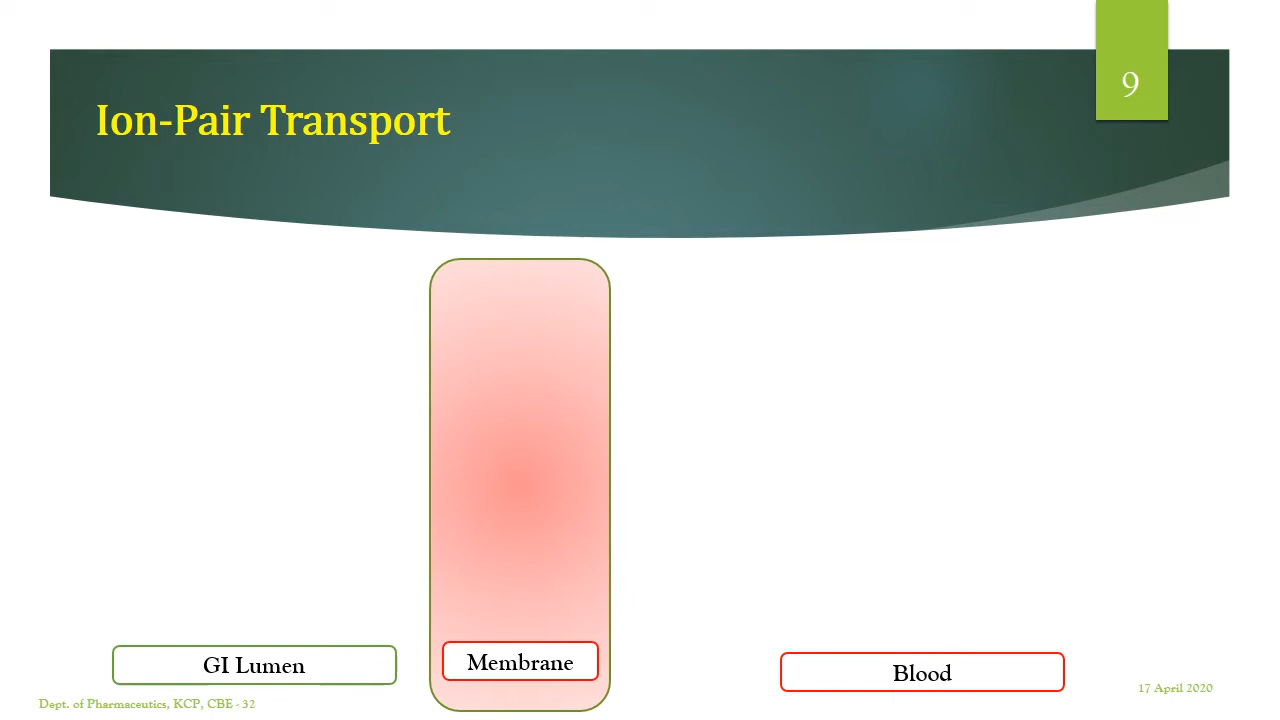 9
Ion-Pair Transport
GI Lumen
Membrane
Blood
Dept. of Pharmaceutics, KCP, CBE - 32
17 April 2020